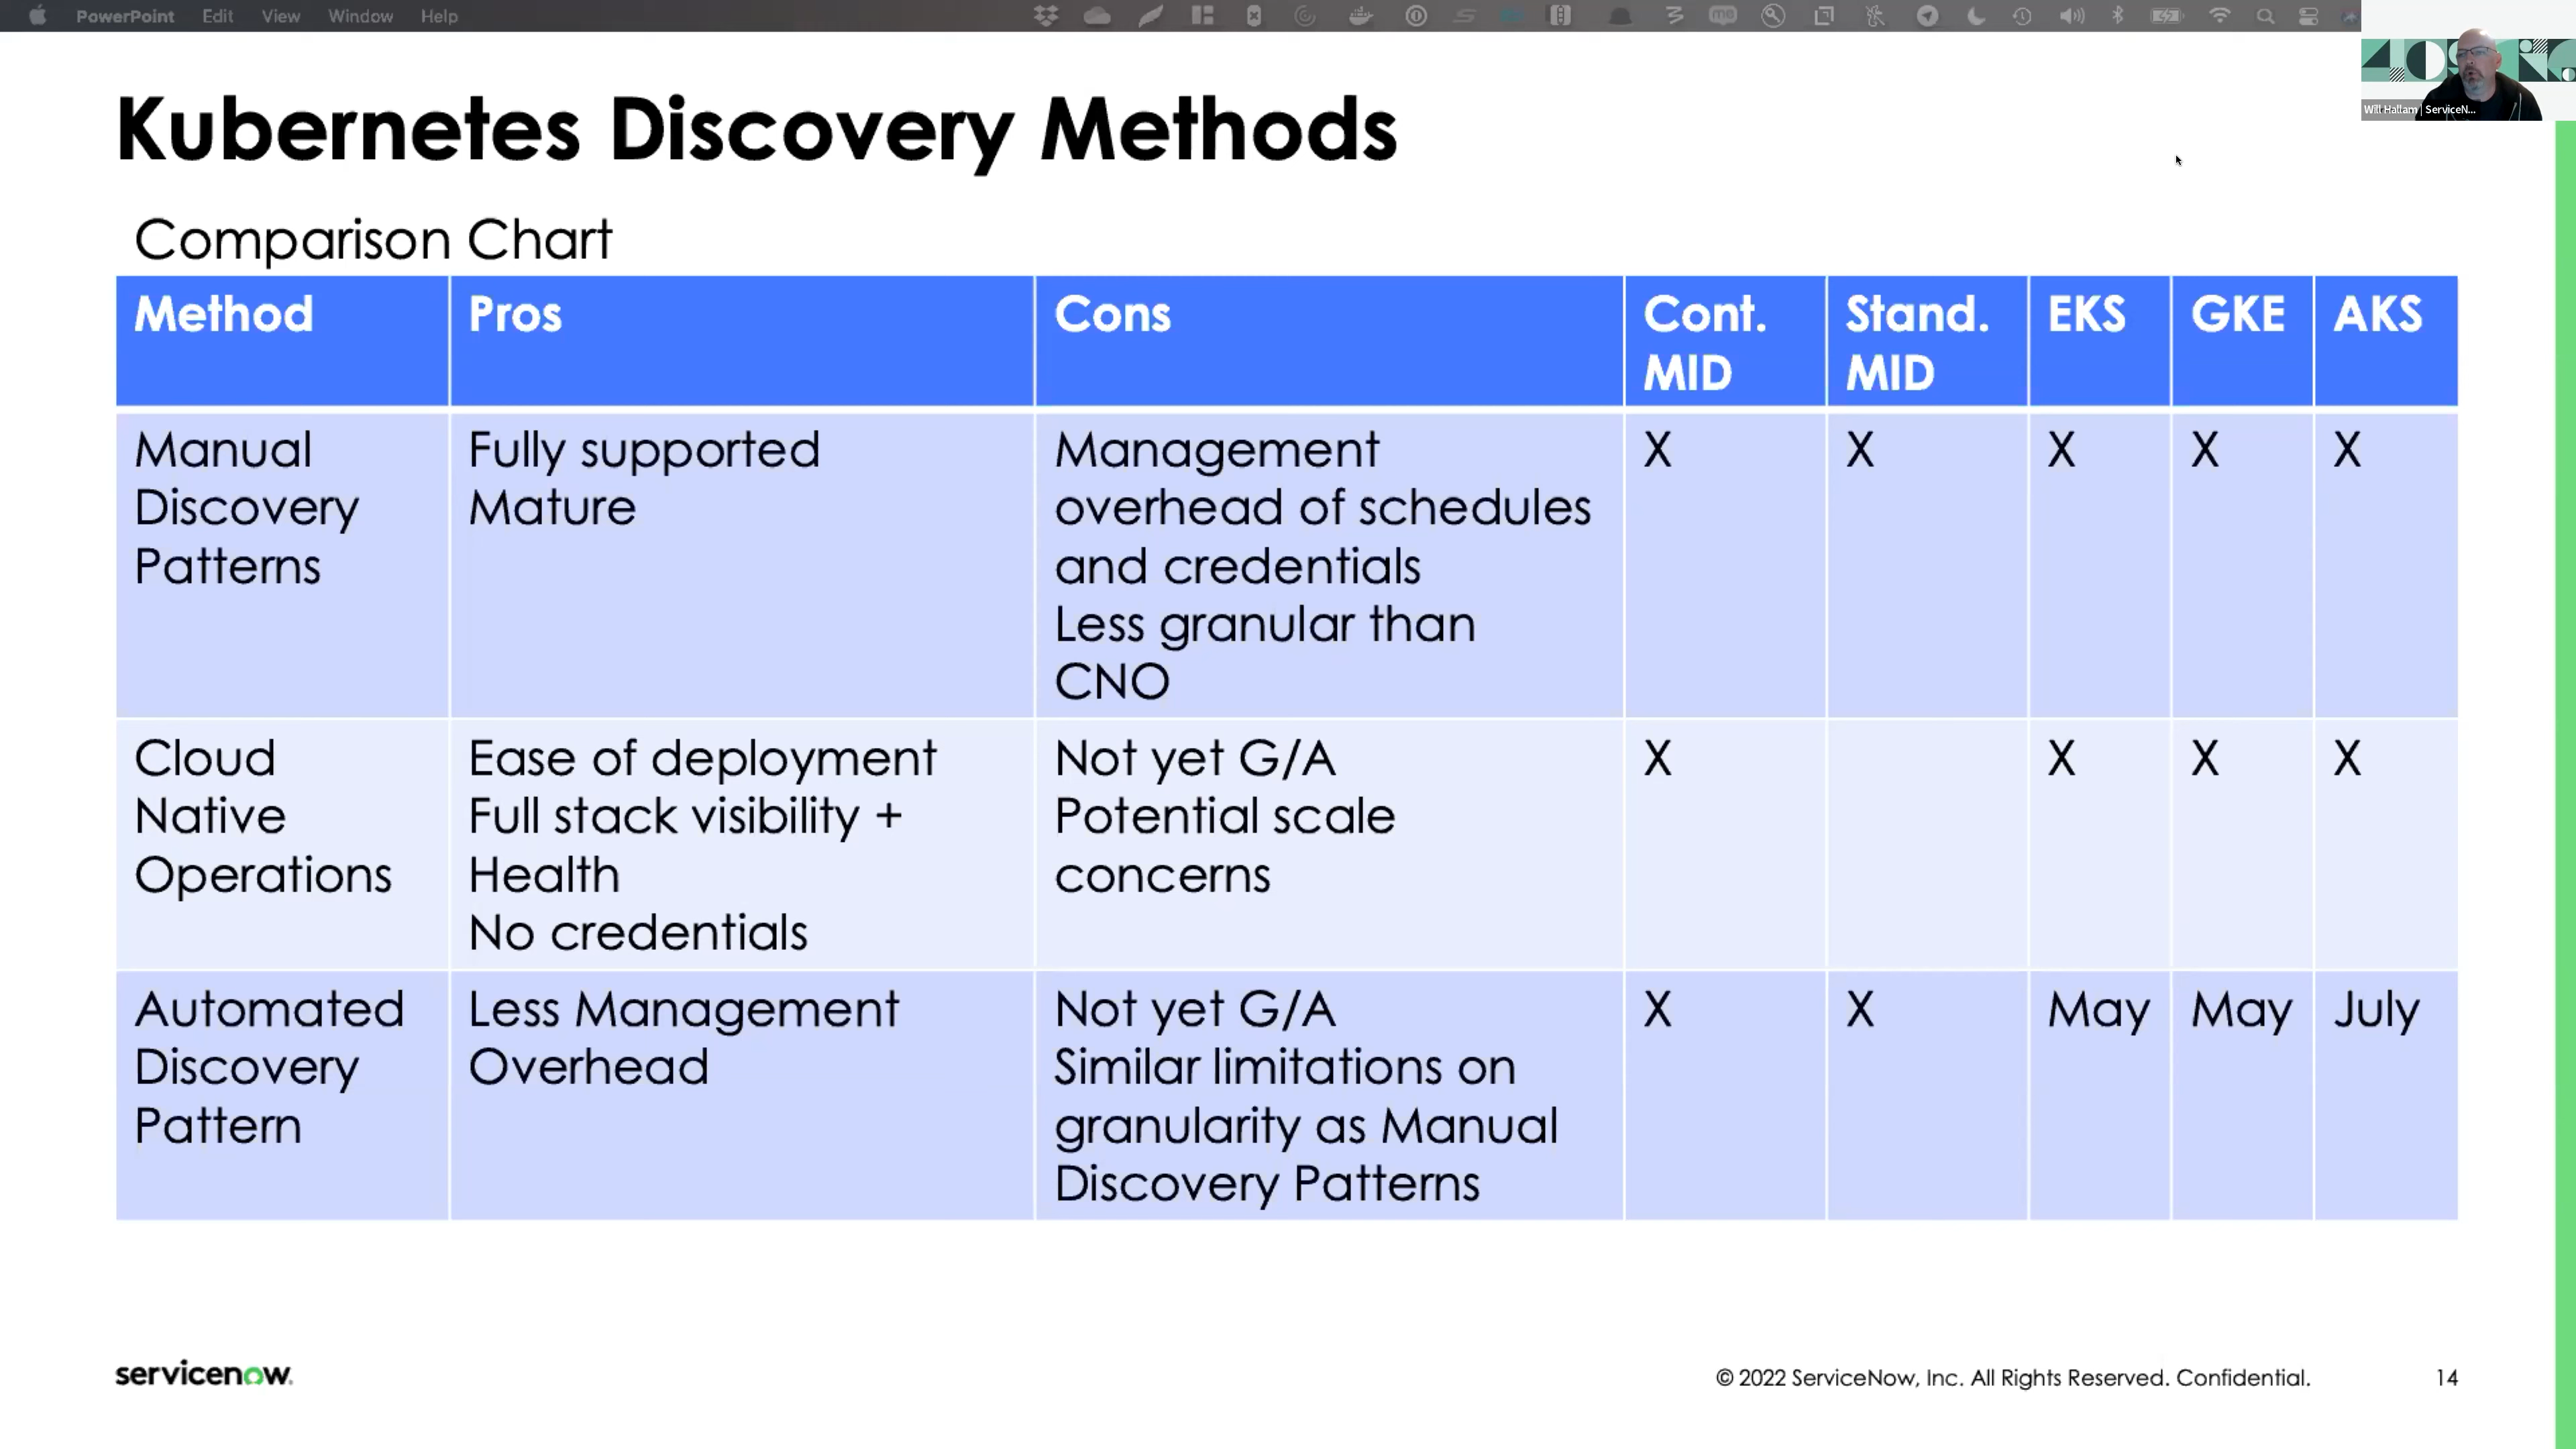 PowerPoint Edit View Window Help
Will Hallam | ServiceN...
Kubernetes Discovery Methods
Comparison Chart
Method Pros Cons Cont. MID Stand. MID EKS GKE AKS
Manual Discovery Patterns
Fully supported
Mature
Management overhead of schedules and credentials
Less granular than CNO
X X X X X
Cloud Native Operations
Ease of deployment
Full stack visibility + Health
No credentials
Not yet G/A
Potential scale concerns
X X X X
Automated Discovery Pattern
Less Management Overhead
Not yet G/A
Similar limitations on granularity as Manual Discovery Patterns
X X May May July
servicenow.
© 2022 ServiceNow, Inc. All Rights Reserved. Confidential.
14